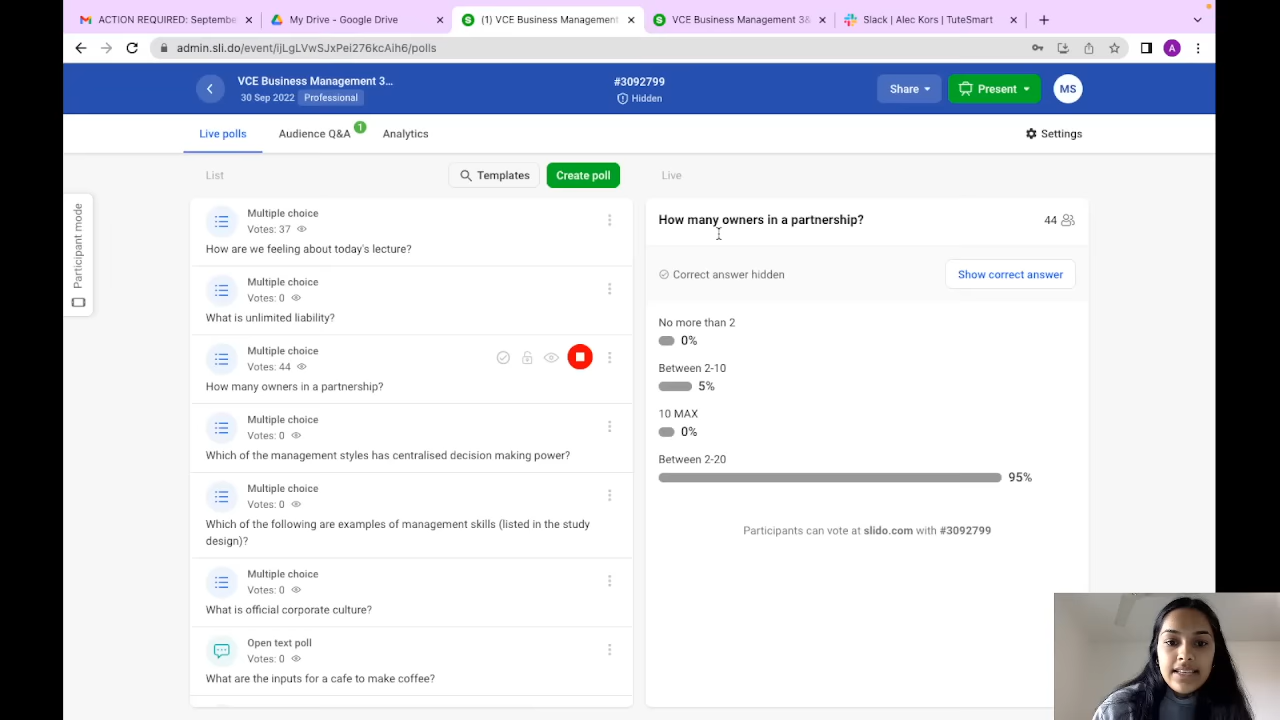 ACTION REQUIRED: Septembe
My Drive - Google Drive
(1) VCE Business Management
VCE Business Management 3&
Slack | Alec Kors | TuteSmart
admin.sli.do/event/ijLgLVwSJxPei276kcAih6/polls
A
VCE Business Management 3...
30 Sep 2022 Professional
#3092799
Hidden
Share
Present
MS
Live polls
Audience Q&A 1
Analytics
Settings
Participant mode
List
Templates
Create poll
Multiple choice
Votes: 37
How are we feeling about today's lecture?
Multiple choice
Votes: 0
What is unlimited liability?
Multiple choice
Votes: 44
How many owners in a partnership?
Multiple choice
Votes: 0
Which of the management styles has centralised decision making power?
Multiple choice
Votes: 0
Which of the following are examples of management skills (listed in the study
design)?
Multiple choice
Votes: 0
What is official corporate culture?
Open text poll
Votes: 0
What are the inputs for a cafe to make coffee?
Live
How many owners in a partnership?
44
Correct answer hidden
Show correct answer
No more than 2
0%
Between 2-10
5%
10 MAX
0%
Between 2-20
95%
Participants can vote at slido.com with #3092799